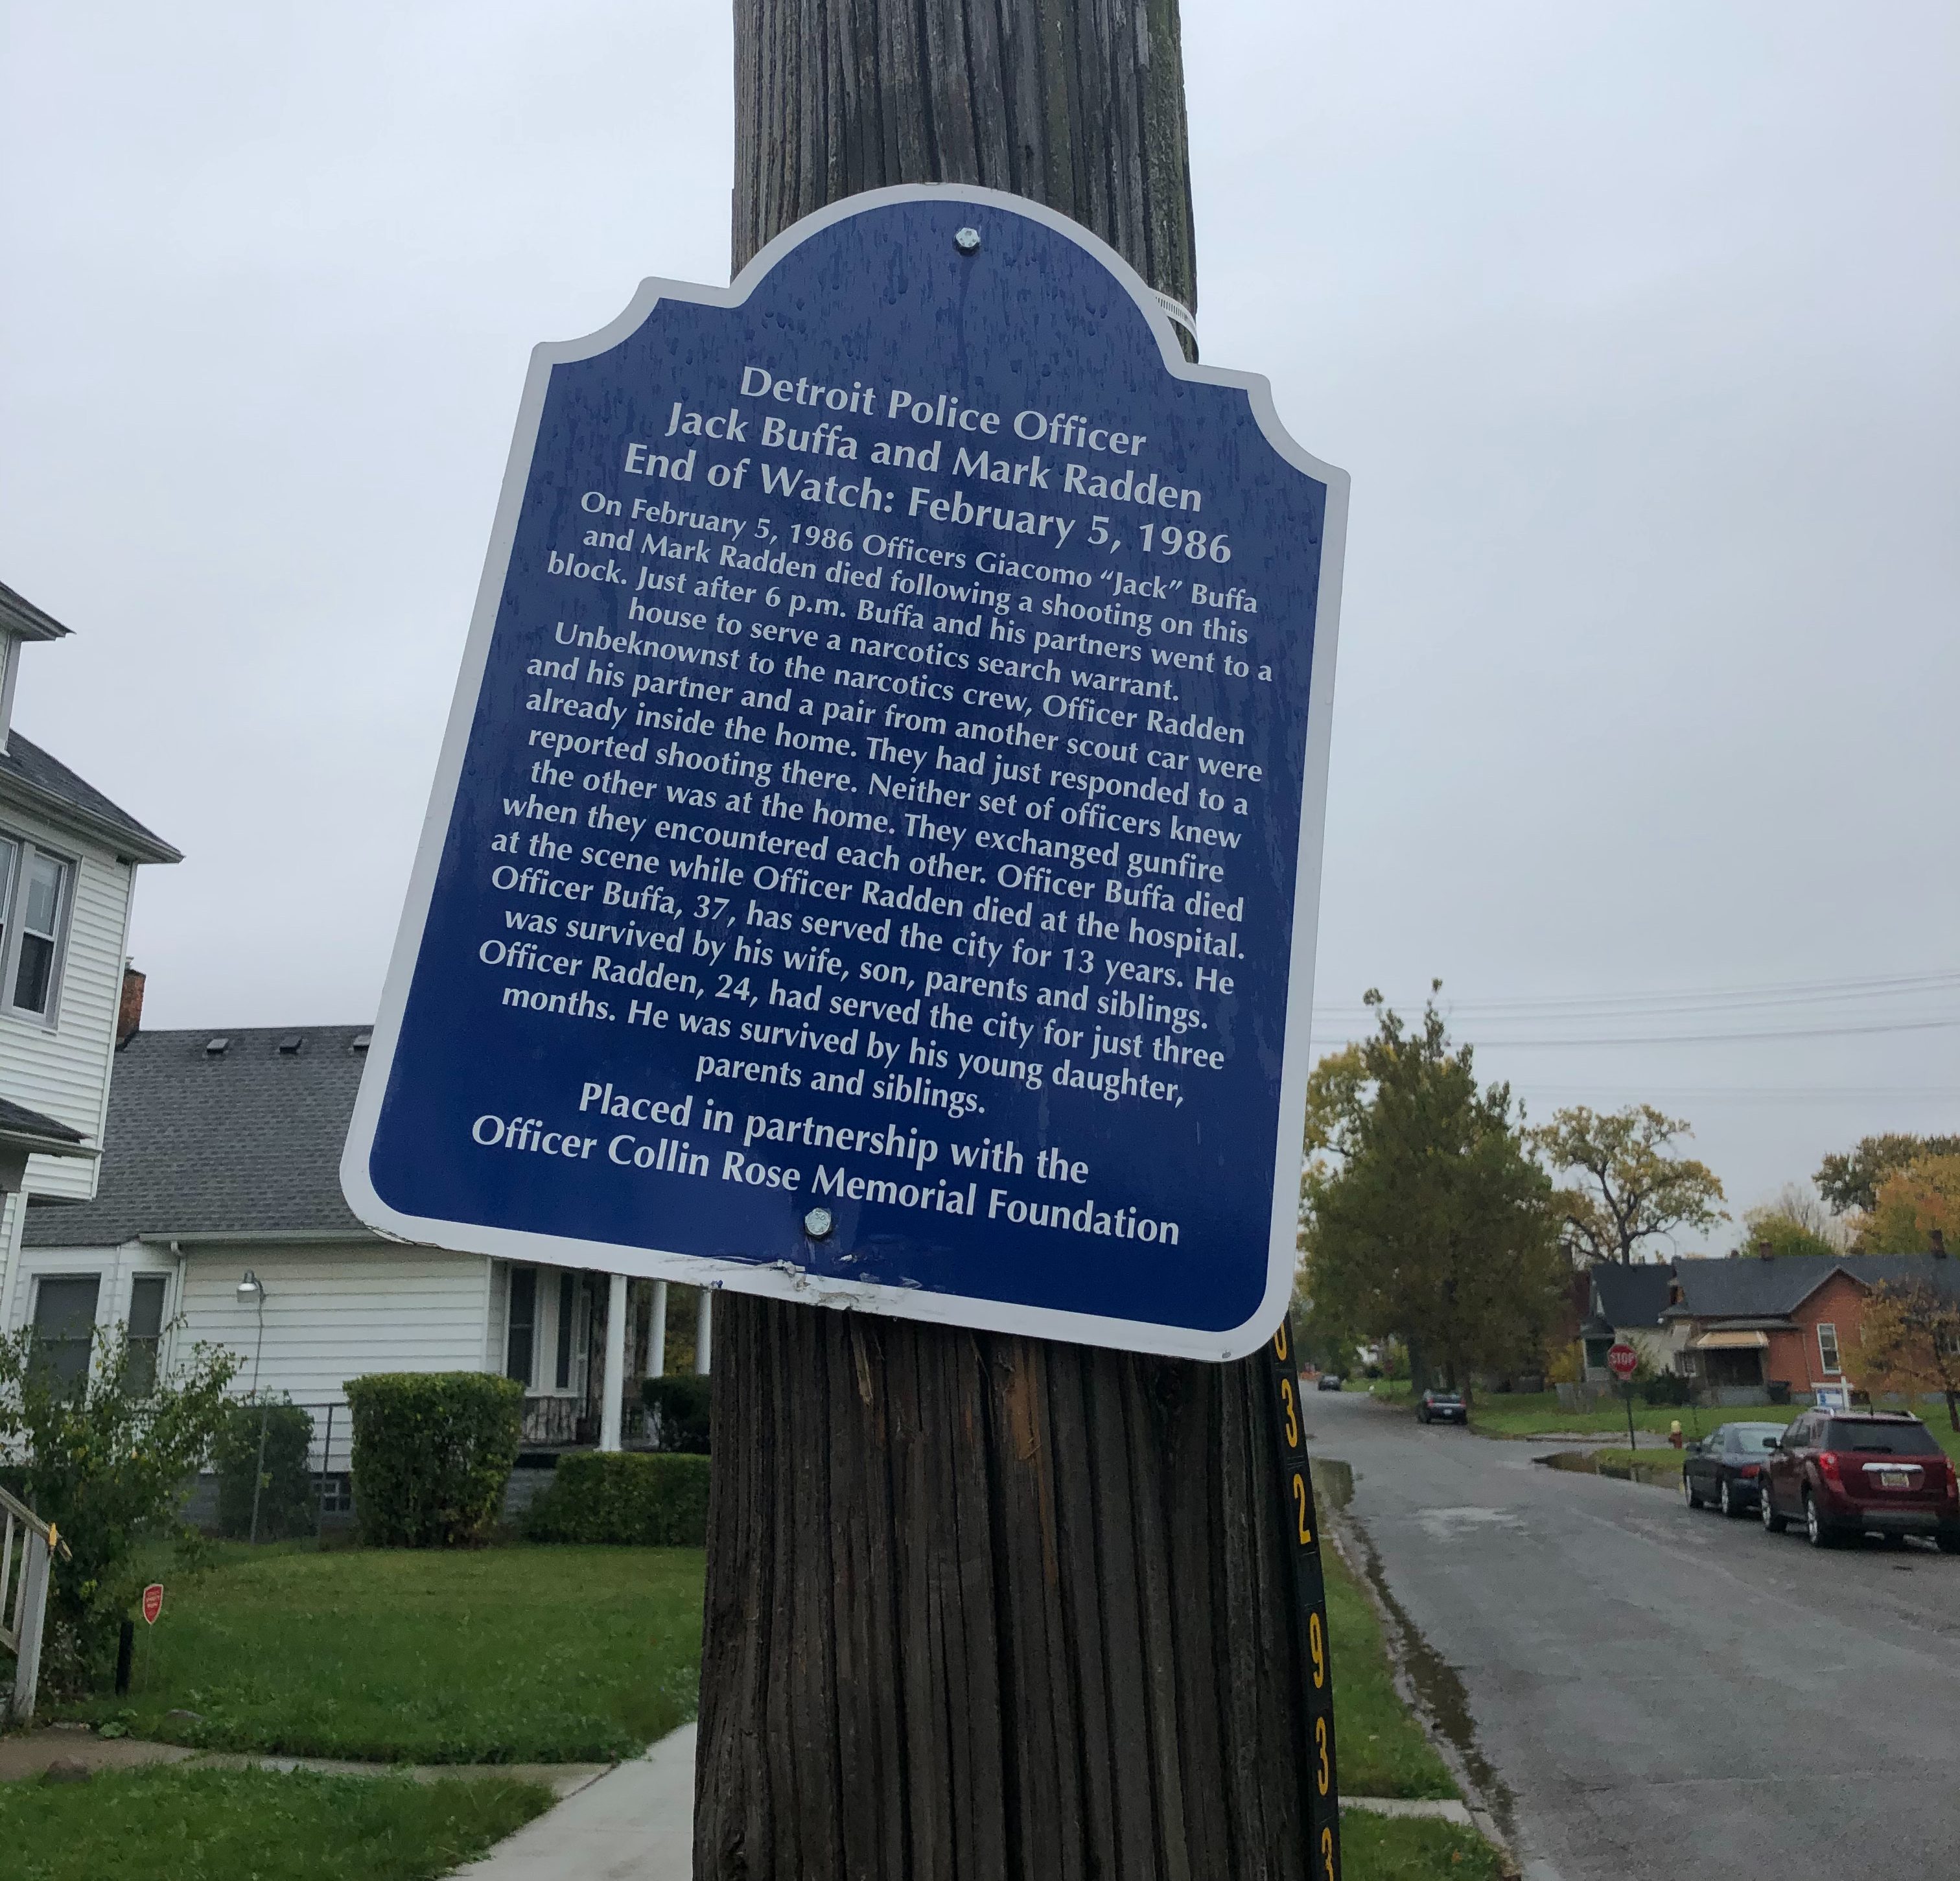 Detroit Police Officer
Jack Buffa and Mark Radden
End of Watch: February 5, 1986
On February 5, 1986 Officers Giacomo “Jack” Buffa
and Mark Radden died following a shooting on this
block. Just after 6 p.m. Buffa and his partners went to a
house to serve a narcotics search warrant.
Unbeknownst to the narcotics crew, Officer Radden
and his partner and a pair from another scout car were
already inside the home. They had just responded to a
reported shooting there. Neither set of officers knew
the other was at the home. They exchanged gunfire
when they encountered each other. Officer Buffa died
at the scene while Officer Radden died at the hospital.
Officer Buffa, 37, has served the city for 13 years. He
was survived by his wife, son, parents and siblings.
Officer Radden, 24, had served the city for just three
months. He was survived by his young daughter,
parents and siblings.
Placed in partnership with the
Officer Collin Rose Memorial Foundation
STOP
3
2
9
3
3